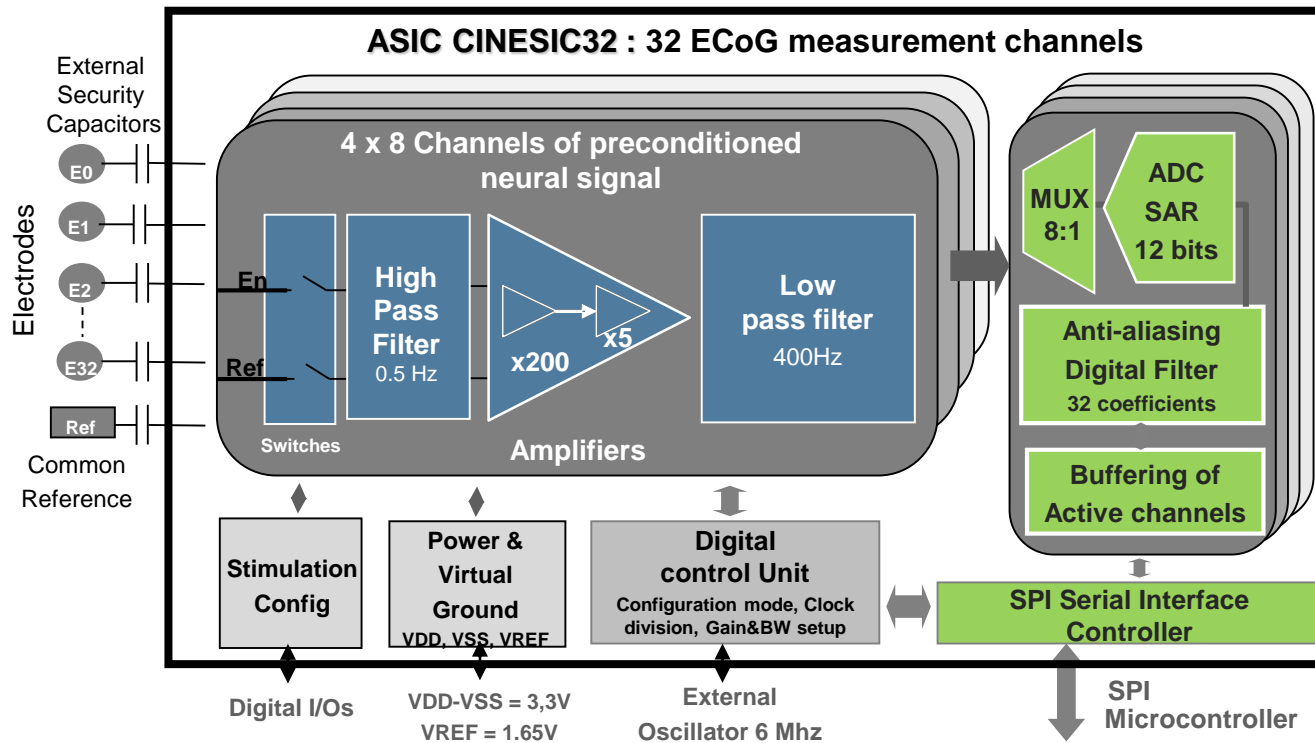 ASIC CINESIC32 : 32 ECoG measurement channels
External
Security
Capacitors
Electrodes
E0
E1
E2
E32
Ref
Common
Reference
4 x 8 Channels of preconditioned
neural signal
En
Ref
Switches
High
Pass
Filter
0.5 Hz
x200
x5
Low
pass filter
400Hz
Amplifiers
MUX
8:1
ADC
SAR
12 bits
Anti-aliasing
Digital Filter
32 coefficients
Buffering of
Active channels
Stimulation
Config
Power &
Virtual
Ground
VDD, VSS, VREF
Digital
control Unit
Configuration mode, Clock
division, Gain&BW setup
SPI Serial Interface
Controller
Digital I/Os
VDD-VSS = 3,3V
VREF = 1.65V
External
Oscillator 6 Mhz
SPI
Microcontroller